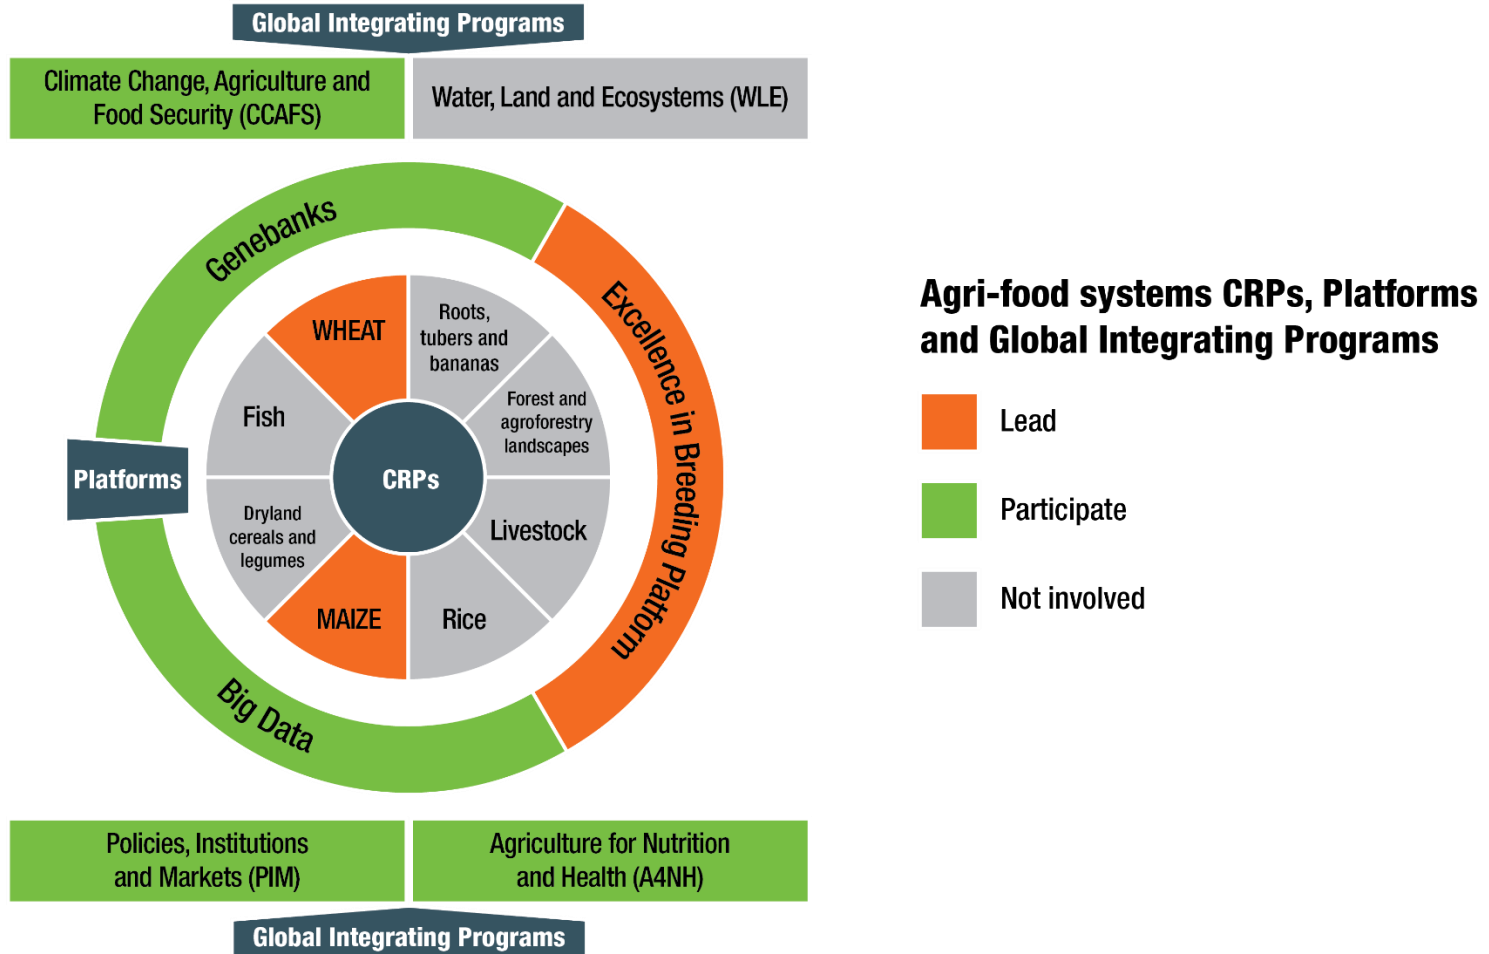 Global Integrating Programs
Climate Change, Agriculture and
Food Security (CCAFS)
Water, Land and Ecosystems (WLE)
Genebanks
Excellence in Breeding Platform
Big Data
Platforms
WHEAT
Roots,
tubers and
bananas
Forest and
agroforestry
landscapes
Livestock
Rice
MAIZE
Dryland
cereals and
legumes
Fish
CRPs
Policies, Institutions
and Markets (PIM)
Agriculture for Nutrition
and Health (A4NH)
Global Integrating Programs
Agri-food systems CRPs, Platforms
and Global Integrating Programs
Lead
Participate
Not involved